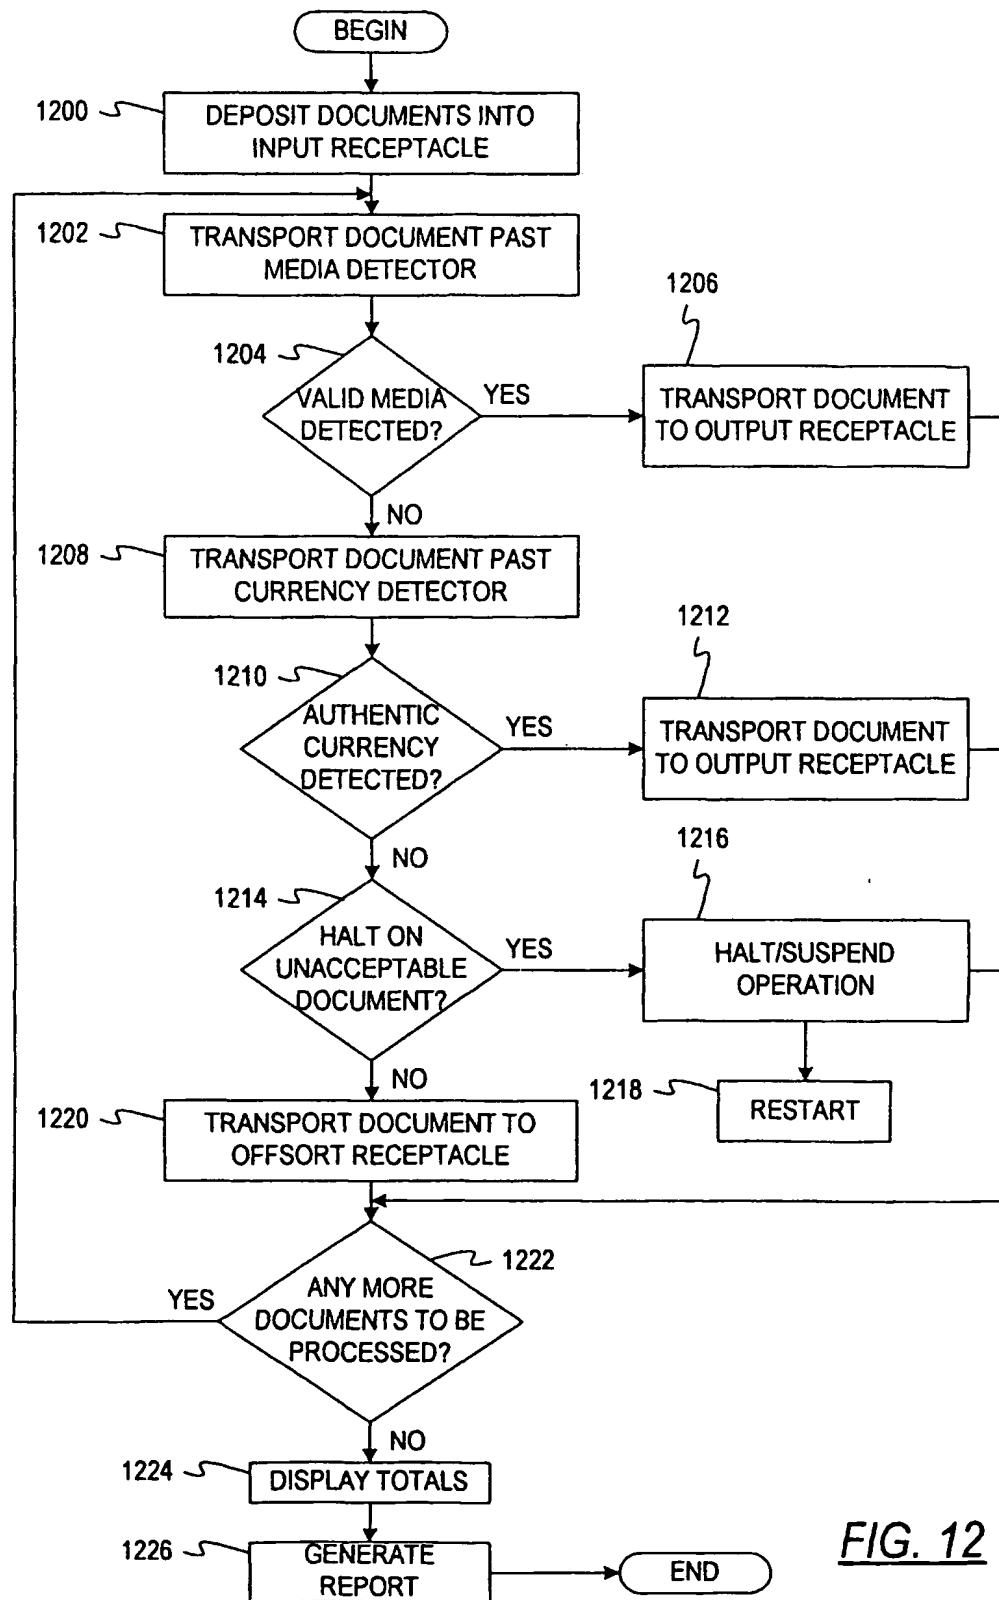 BEGIN
1200
DEPOSIT DOCUMENTS INTO
INPUT RECEPTACLE
1202
TRANSPORT DOCUMENT PAST
MEDIA DETECTOR
1204
VALID MEDIA
DETECTED?
YES
1206
TRANSPORT DOCUMENT
TO OUTPUT RECEPTACLE
NO
1208
TRANSPORT DOCUMENT PAST
CURRENCY DETECTOR
1210
AUTHENTIC
CURRENCY
DETECTED?
YES
1212
TRANSPORT DOCUMENT
TO OUTPUT RECEPTACLE
NO
1214
HALT ON
UNACCEPTABLE
DOCUMENT?
YES
1216
HALT/SUSPEND
OPERATION
1218
RESTART
NO
1220
TRANSPORT DOCUMENT TO
OFFSORT RECEPTACLE
1222
ANY MORE
DOCUMENTS TO BE
PROCESSED?
YES
NO
1224
DISPLAY TOTALS
1226
GENERATE
REPORT
END
FIG. 12